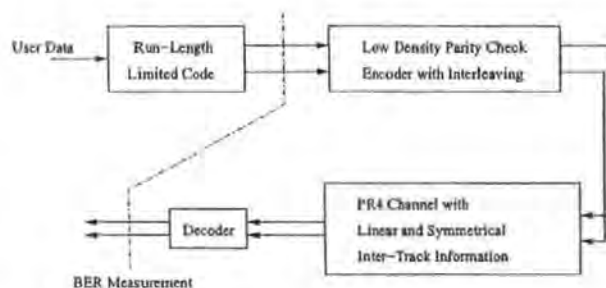 User Data
Run-Length
Limited Code
Low Density Parity Check
Encoder with Interleaving
PR4 Channel with
Linear and Symmetrical
Inter-Track Information
Decoder
BER Measurement